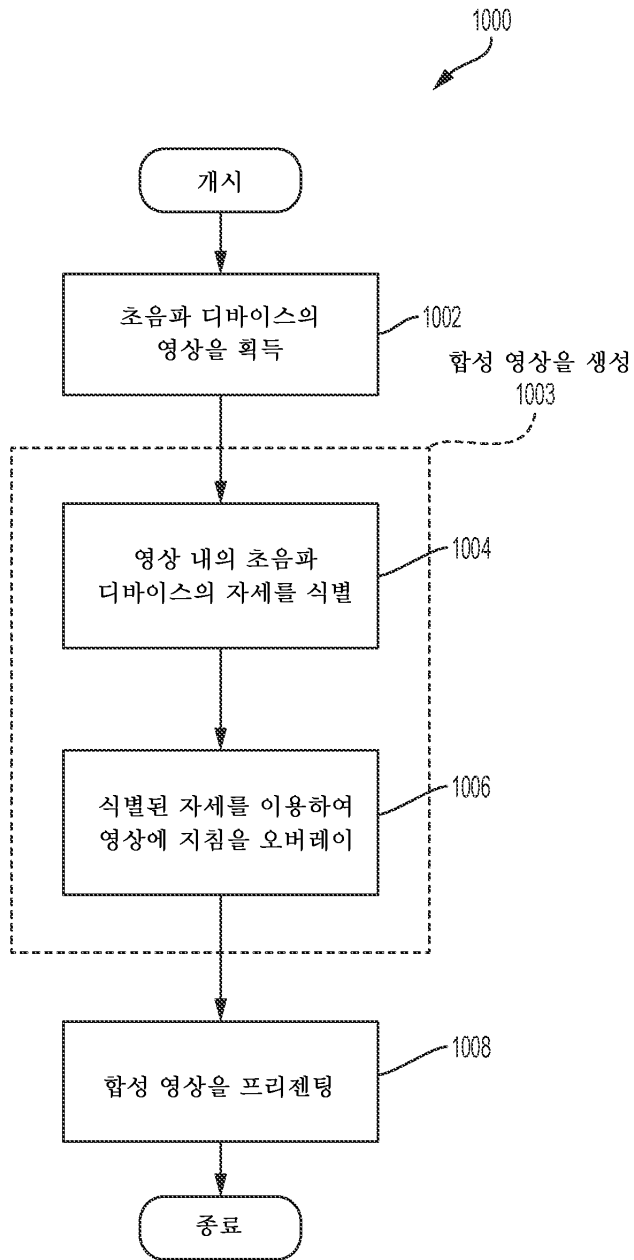 1000
개시
초음파 디바이스의
영상을 획득
1002
합성 영상을 생성
1003
영상 내의 초음파
디바이스의 자세를 식별
1004
식별된 자세를 이용하여
영상에 지침을 오버레이
1006
합성 영상을 프리젠팅
1008
종료